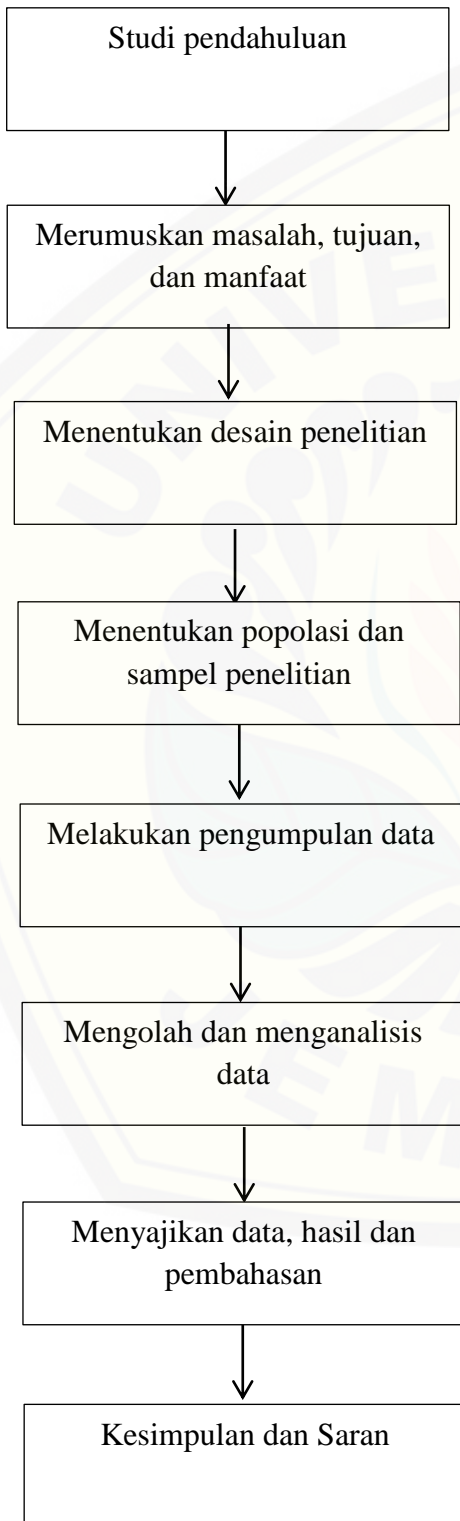 Studi pendahuluan
Merumuskan masalah, tujuan,
dan manfaat
Menentukan desain penelitian
Menentukan popolasi dan
sampel penelitian
Melakukan pengumpulan data
Mengolah dan menganalisis
data
Menyajikan data, hasil dan
pembahasan
Kesimpulan dan Saran